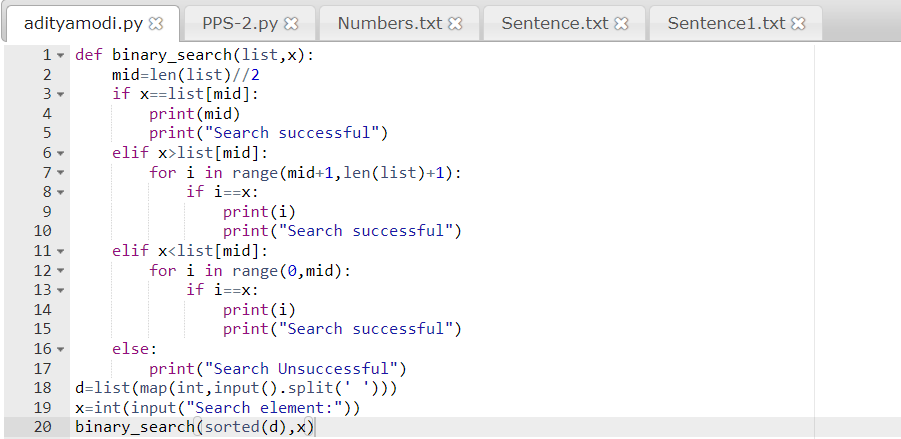 adityamodi.py PPS-2.py Numbers.txt Sentence.txt Sentence1.txt
1 def binary_search(list,x):
2     mid=len(list)//2
3     if x==list[mid]:
4         print(mid)
5         print("Search successful")
6     elif x>list[mid]:
7         for i in range(mid+1,len(list)+1):
8             if i==x:
9                 print(i)
10                 print("Search successful")
11     elif x<list[mid]:
12         for i in range(0,mid):
13             if i==x:
14                 print(i)
15                 print("Search successful")
16     else:
17         print("Search Unsuccessful")
18 d=list(map(int,input().split(' ')))
19 x=int(input("Search element:"))
20 binary_search(sorted(d),x)